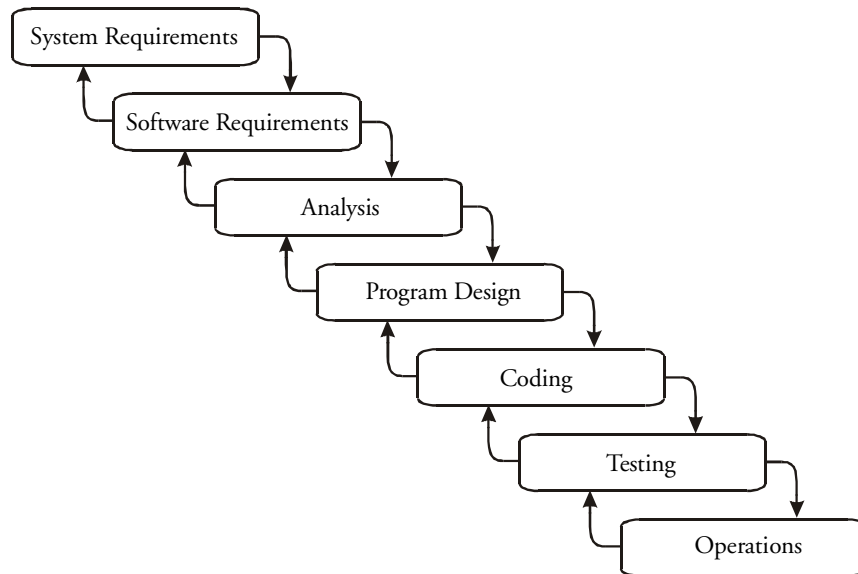 System Requirements
Software Requirements
Analysis
Program Design
Coding
Testing
Operations